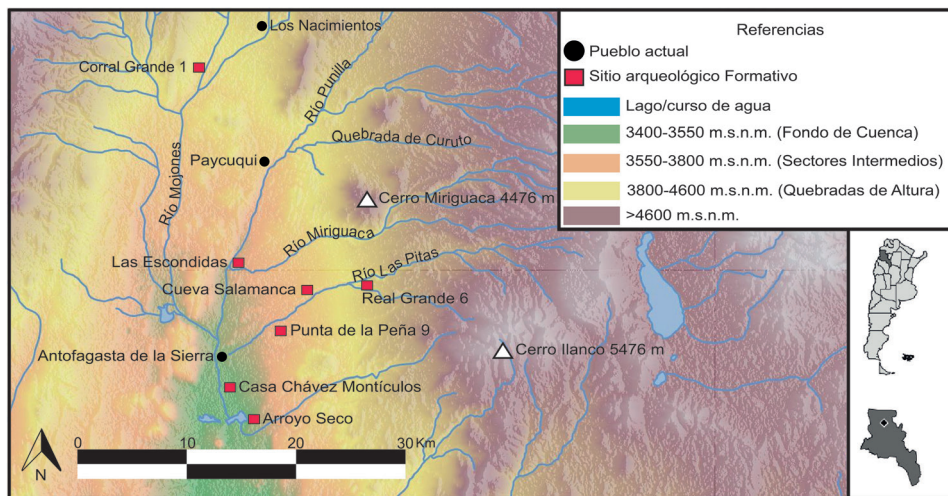 Los Nacimientos
Corral Grande 1
Río Punilla
Quebrada de Curuto
Paycuqui
Río Mojones
Cerro Miriguaca 4476 m
Río Miriguaca
Las Escondidas
Río Las Pitas
Cueva Salamanca
Real Grande 6
Punta de la Peña 9
Antofagasta de la Sierra
Cerro Ilanco 5476 m
Casa Chávez Montículos
Arroyo Seco
0 10 20 30 Km
N
Referencias
Pueblo actual
Sitio arqueológico Formativo
Lago/curso de agua
3400-3550 m.s.n.m. (Fondo de Cuenca)
3550-3800 m.s.n.m. (Sectores Intermedios)
3800-4600 m.s.n.m. (Quebradas de Altura)
>4600 m.s.n.m.